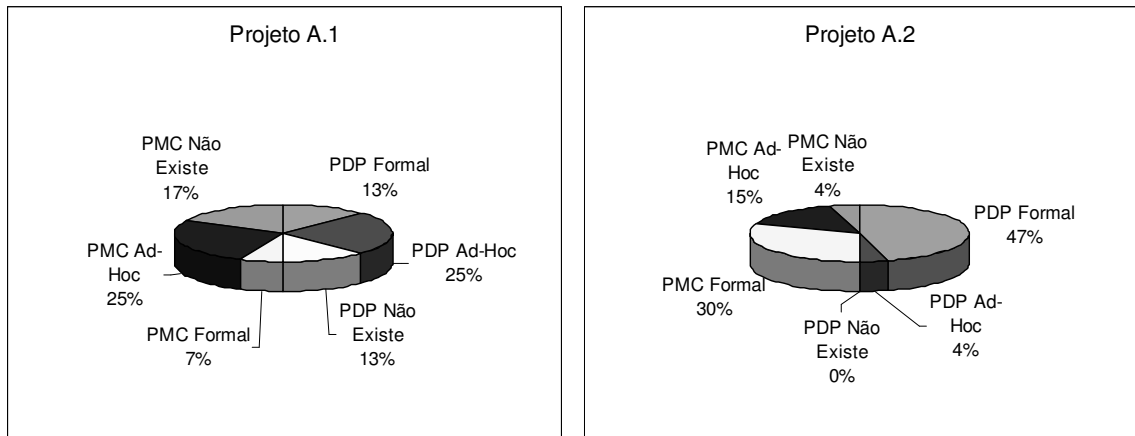 Projeto A.1
PMC Não
Existe
17%
PDP Formal
13%
PMC Ad-
Hoc
25%
PDP Ad-Hoc
25%
PMC Formal
7%
PDP Não
Existe
13%
Projeto A.2
PMC Ad-
Hoc
15%
PMC Não
Existe
4%
PDP Formal
47%
PMC Formal
30%
PDP Não
Existe
0%
PDP Ad-
Hoc
4%